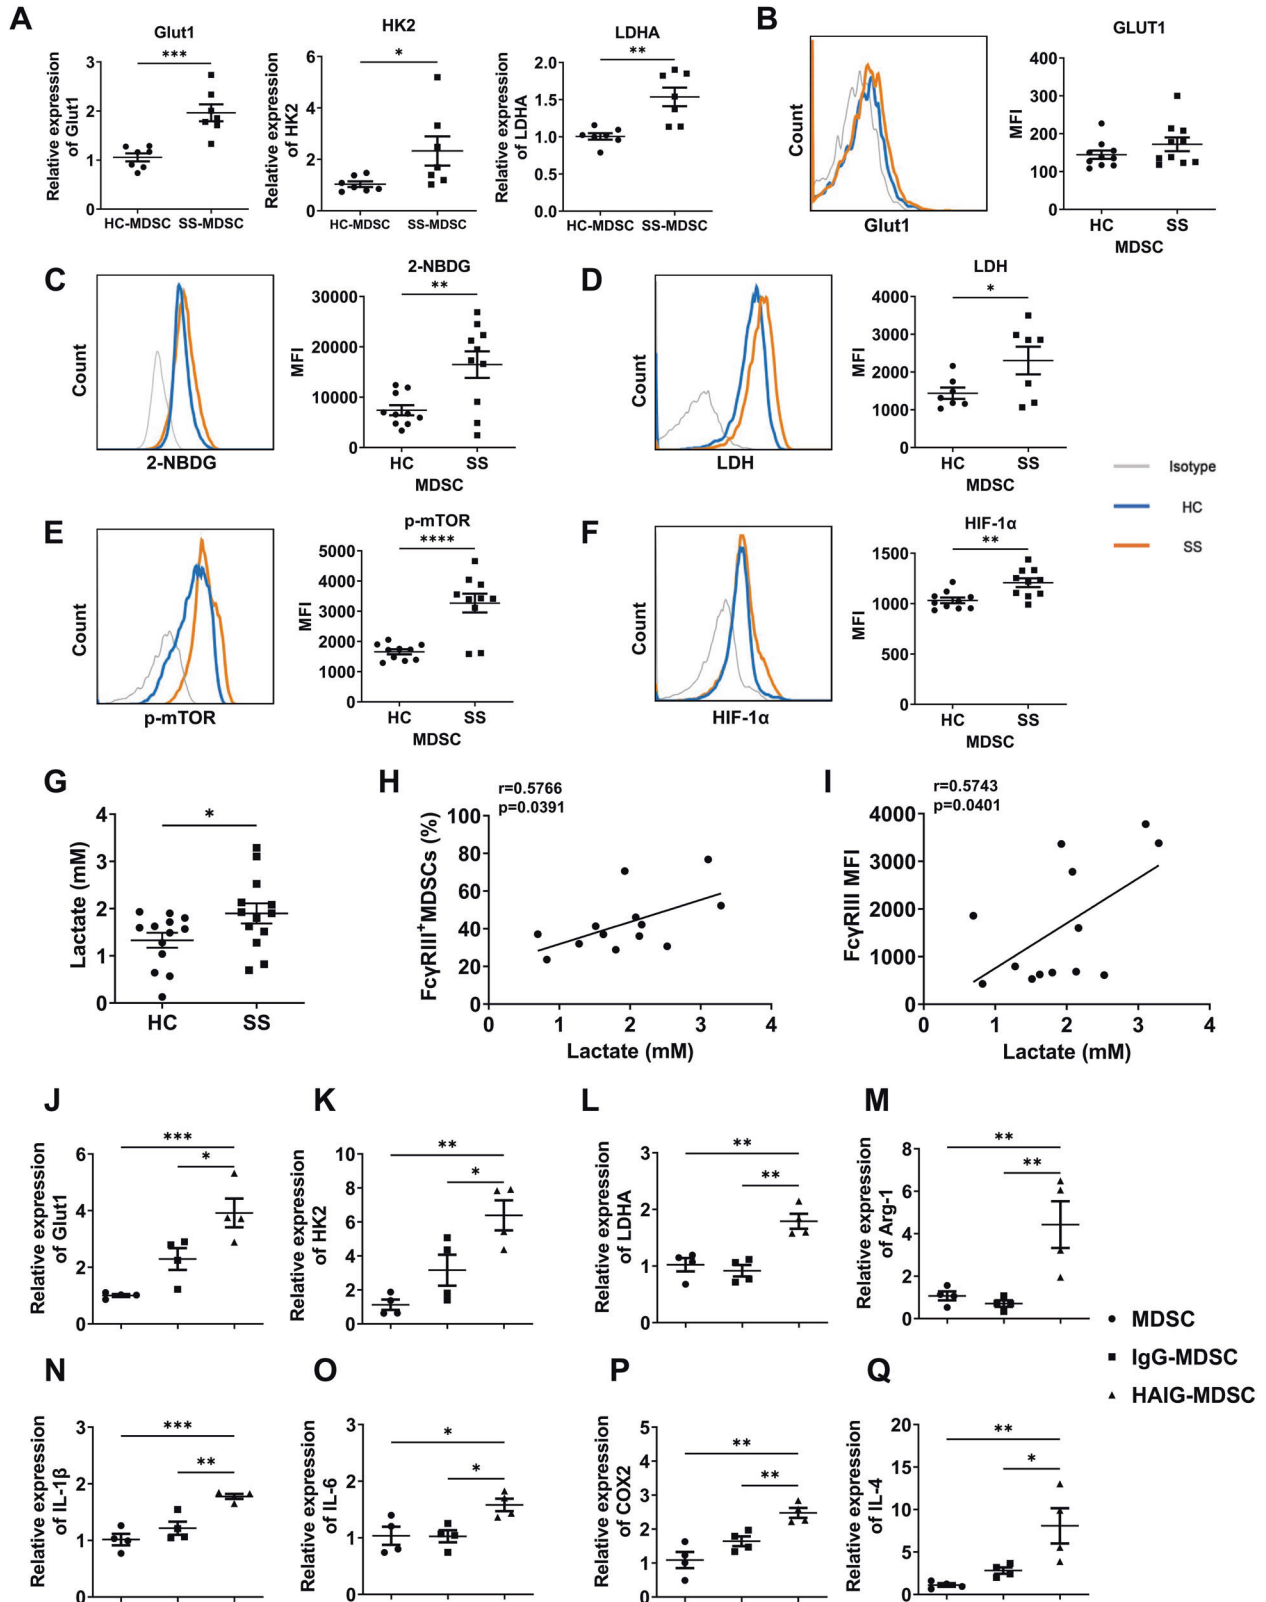 A
Glut1
***
Relative expression
of Glut1
3
2
1
0
HC-MDSC SS-MDSC
HK2
*
Relative expression
of HK2
6
4
2
0
HC-MDSC SS-MDSC
LDHA
**
Relative expression
of LDHA
2.0
1.5
1.0
0.5
0.0
HC-MDSC SS-MDSC
B
Count
Glut1
GLUT1
MFI
400
300
200
100
0
HC SS
MDSC
C
Count
2-NBDG
2-NBDG
**
MFI
30000
20000
10000
0
HC SS
MDSC
D
Count
LDH
LDH
*
MFI
4000
3000
2000
1000
0
HC SS
MDSC
Isotype
HC
SS
E
Count
p-mTOR
p-mTOR
****
MFI
5000
4000
3000
2000
1000
0
HC SS
MDSC
F
Count
HIF-1α
HIF-1α
**
MFI
1500
1000
500
0
HC SS
MDSC
G
*
Lactate (mM)
4
3
2
1
0
HC SS
H
r=0.5766
p=0.0391
FcγRIII+MDSCs (%)
100
80
60
40
20
0
0 1 2 3 4
Lactate (mM)
I
r=0.5743
p=0.0401
FcγRIII MFI
4000
3000
2000
1000
0
0 1 2 3 4
Lactate (mM)
J
***
*
Relative expression
of Glut1
6
4
2
0
K
**
*
Relative expression
of HK2
10
8
6
4
2
0
L
**
**
Relative expression
of LDHA
3
2
1
0
M
**
**
Relative expression
of Arg-1
8
6
4
2
0
MDSC
IgG-MDSC
HAIG-MDSC
N
***
**
Relative expression
of IL-1β
3
2
1
0
O
*
*
Relative expression
of IL-6
3
2
1
0
P
**
**
Relative expression
of COX2
5
4
3
2
1
0
Q
**
*
Relative expression
of IL-4
20
15
10
5
0